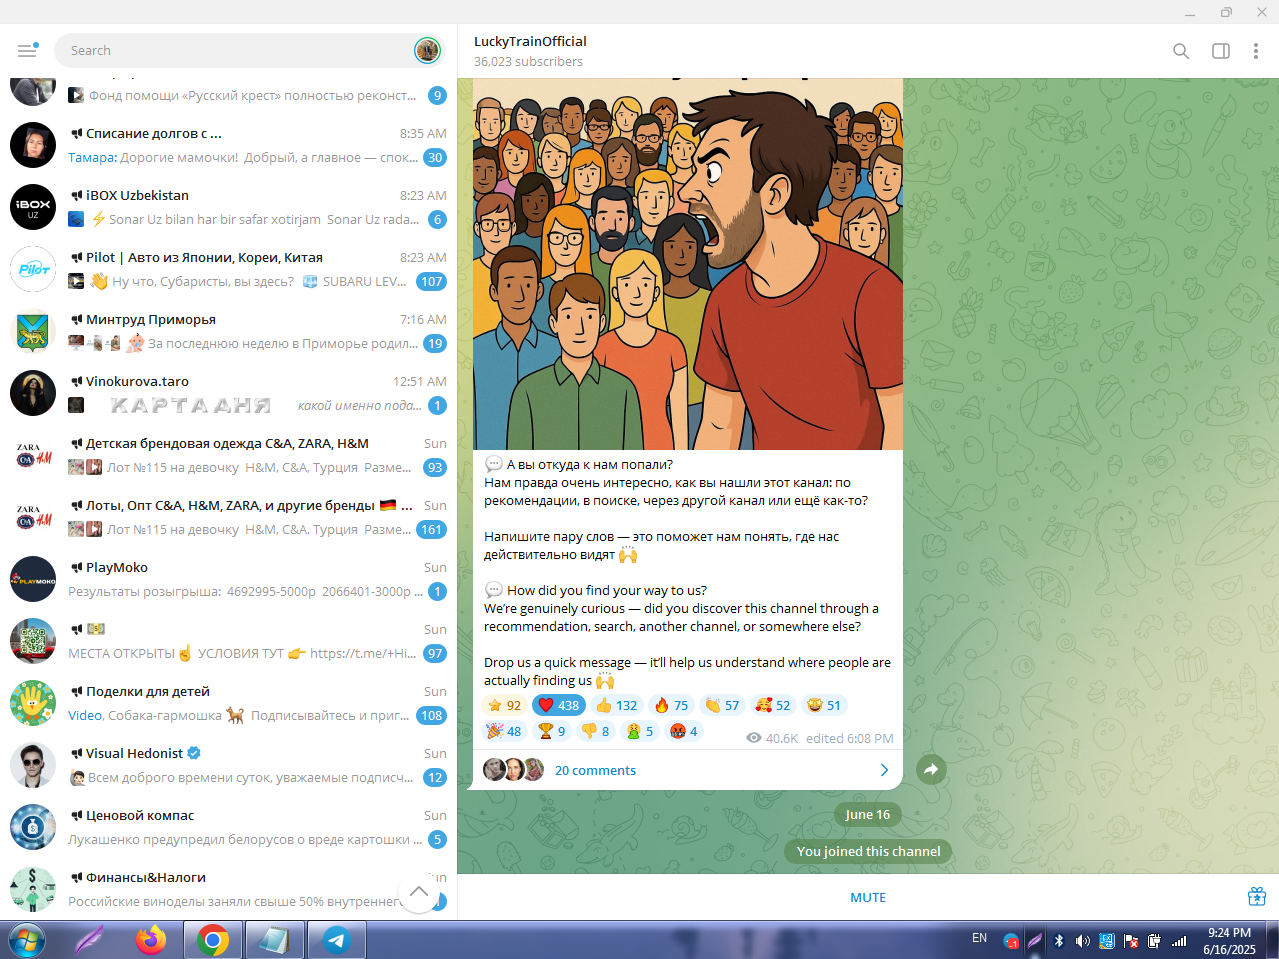 Search
LuckyTrainOfficial
36,023 subscribers
Фонд помощи «Русский крест» полностью реконст...
9
Списание долгов с ...
8:35 AM
Тамара: Дорогие мамочки! Добрый, а главное — спок...
30
iBOX Uzbekistan
8:23 AM
iBOX
UZ
Sonar Uz bilan har bir safar xotirjam Sonar Uz rada...
6
Pilot | Авто из Японии, Кореи, Китая
8:23 AM
Pilot
Ну что, Субаристы, вы здесь? SUBARU LEV...
107
Минтруд Приморья
7:16 AM
За последнюю неделю в Приморье родил...
19
Vinokurova.taro
12:51 AM
КАРТА ДНЯ какой именно пода...
1
Детская брендовая одежда C&A, ZARA, H&M
Sun
ZARA
C&A H&M
Лот №115 на девочку H&M, C&A, Турция Разме...
93
Лоты, Опт C&A, H&M, ZARA, и другие бренды ...
Sun
ZARA
C&A H&M
Лот №115 на девочку H&M, C&A, Турция Разме...
161
PlayMoko
Sun
PLAYMOKO
Результаты розыгрыша: 4692995-5000р 2066401-3000р ...
1
Sun
МЕСТА ОТКРЫТЫ УСЛОВИЯ ТУТ https://t.me/+Hi...
97
Поделки для детей
Sun
Video, Собака-гармошка Подписывайтесь и приг...
108
Visual Hedonist
Sun
Всем доброго времени суток, уважаемые подписч...
12
Ценовой компас
Sun
Лукашенко предупредил белорусов о вреде картошки ...
5
Финансы&Налоги
Российские виноделы заняли свыше 50% внутреннег
А вы откуда к нам попали?
Нам правда очень интересно, как вы нашли этот канал: по
рекомендации, в поиске, через другой канал или ещё как-то?
Напишите пару слов — это поможет нам понять, где нас
действительно видят
How did you find your way to us?
We’re genuinely curious — did you discover this channel through a
recommendation, search, another channel, or somewhere else?
Drop us a quick message — it’ll help us understand where people are
actually finding us
92 438 132 75 57 52 51
48 9 8 5 4
40.6K edited 6:08 PM
20 comments
June 16
You joined this channel
MUTE
EN
9:24 PM
6/16/2025